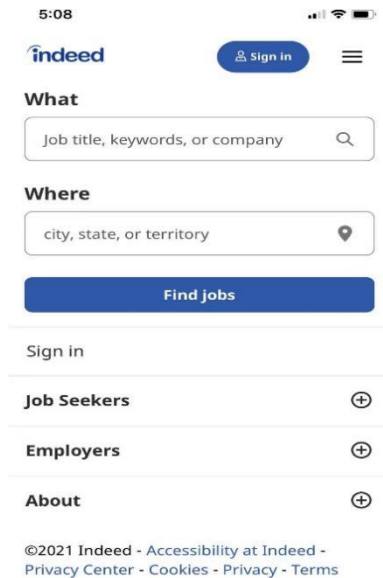 5:08
indeed
Sign in
What
Job title, keywords, or company
Where
city, state, or territory
Find jobs
Sign in
Job Seekers
Employers
About
©2021 Indeed - Accessibility at Indeed -
Privacy Center - Cookies - Privacy - Terms